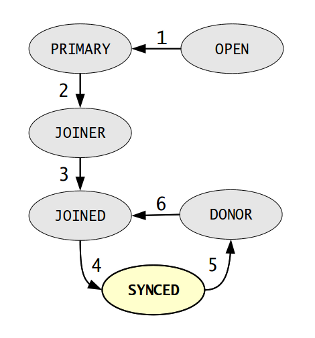 PRIMARY
1
OPEN
2
JOINER
3
JOINED
6
DONOR
4
5
SYNCED